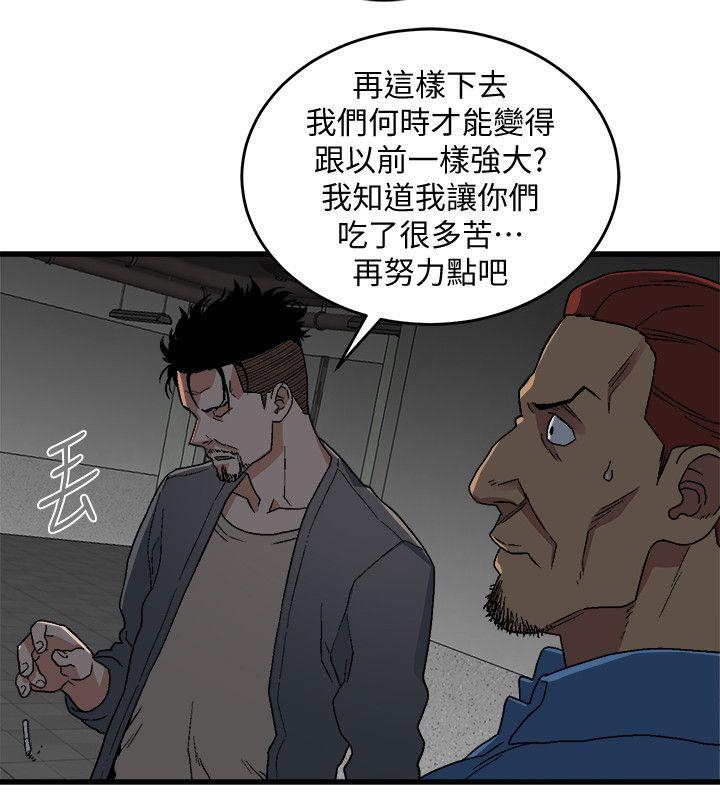 再這樣下去
我們何時才能變得
跟以前一樣強大?
我知道我讓你們
吃了很多苦…
再努力點吧
丟